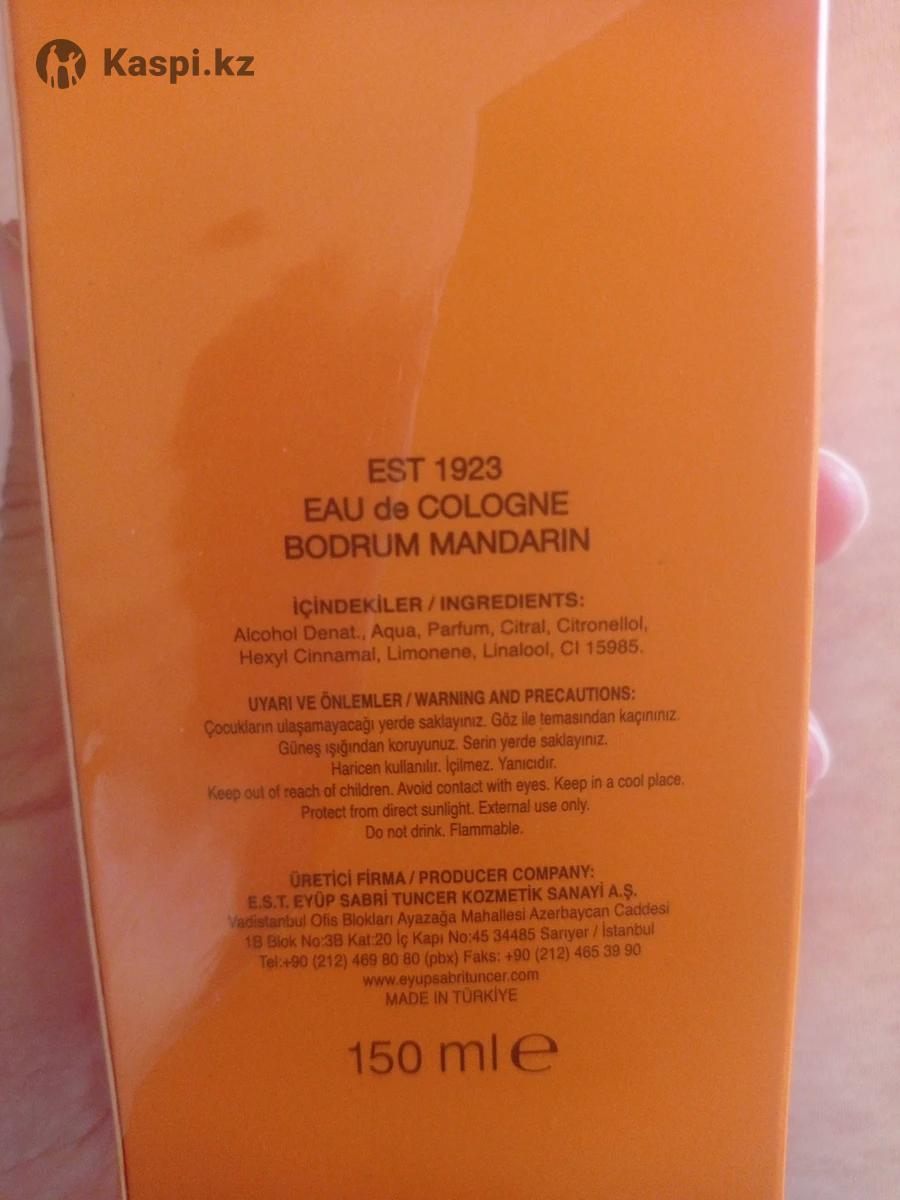 Kaspi.kz
EST 1923
EAU de COLOGNE
BODRUM MANDARIN
İÇİNDEKİLER / INGREDIENTS:
Alcohol Denat., Aqua, Parfum, Citral, Citronellol,
Hexyl Cinnamal, Limonene, Linalool, CI 15985.
UYARI VE ÖNLEMLER / WARNING AND PRECAUTIONS:
Çocukların ulaşamayacağı yerde saklayınız. Göz ile temasından kaçınınız.
Güneş ışığından koruyunuz. Serin yerde saklayınız.
Haricen kullanılır. İçilmez. Yanıcıdır.
Keep out of reach of children. Avoid contact with eyes. Keep in a cool place.
Protect from direct sunlight. External use only.
Do not drink. Flammable.
ÜRETİCİ FİRMA / PRODUCER COMPANY:
E.S.T. EYÜP SABRİ TUNCER KOZMETİK SANAYİ A.Ş.
Vadistanbul Ofis Blokları Ayazağa Mahallesi Azerbaycan Caddesi
1B Blok No:3B Kat:20 İç Kapı No:45 34485 Sarıyer / İstanbul
Tel:+90 (212) 469 80 80 (pbx) Faks: +90 (212) 465 39 90
www.eyupsabrituncer.com
MADE IN TÜRKİYE
150 ml ℮